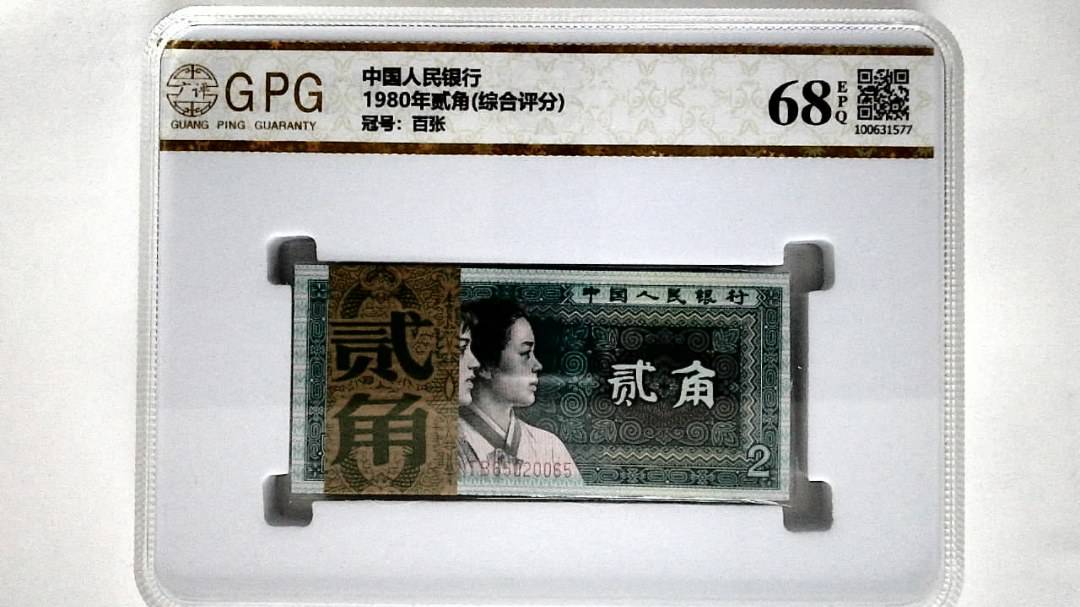 广评
GPG
GUANG PING GUARANTY
中国人民银行
1980年贰角(综合评分)
冠号：百张
68
EPQ
100631577
贰角
中国人民银行
贰角
2